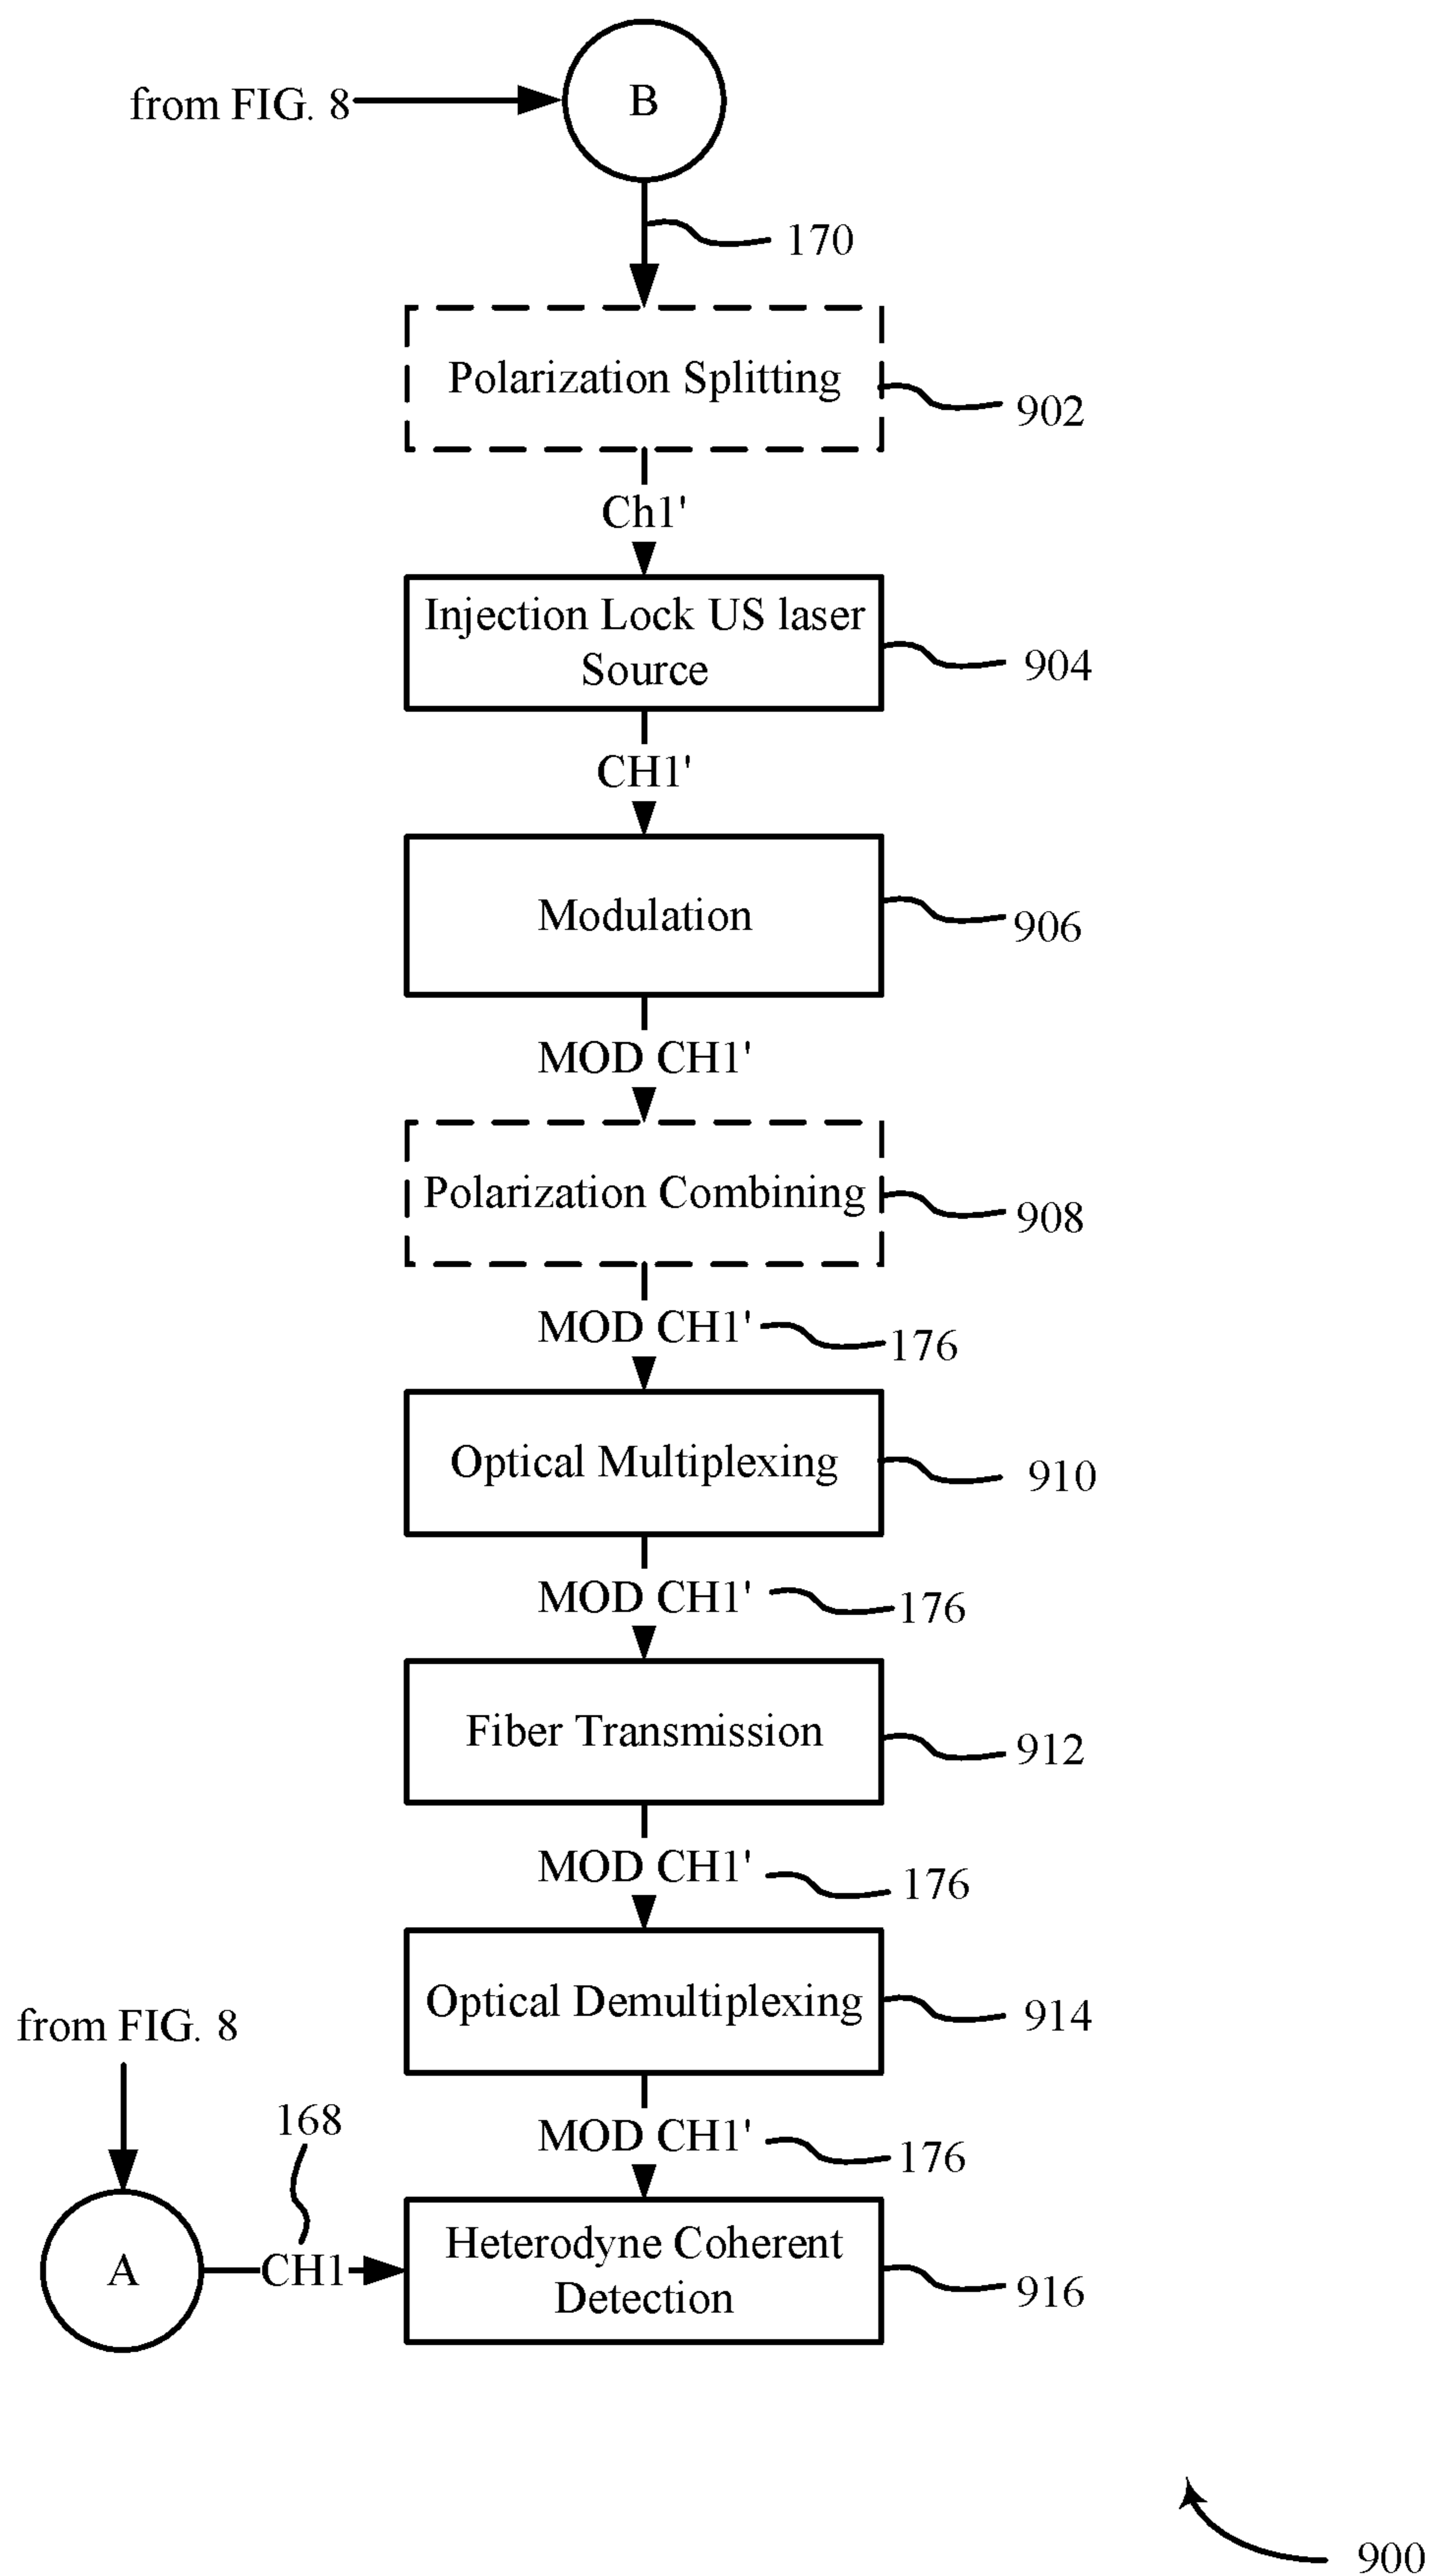 B
from FIG. 8
170
Polarization Splitting
902
Ch1'
Injection Lock US laser
Source
904
CH1'
Modulation
906
MOD CH1'
Polarization Combining
908
MOD CH1'
176
Optical Multiplexing
910
MOD CH1'
176
Fiber Transmission
912
MOD CH1'
176
Optical Demultiplexing
914
from FIG. 8
168
MOD CH1'
176
A
CH1
Heterodyne Coherent
Detection
916
900